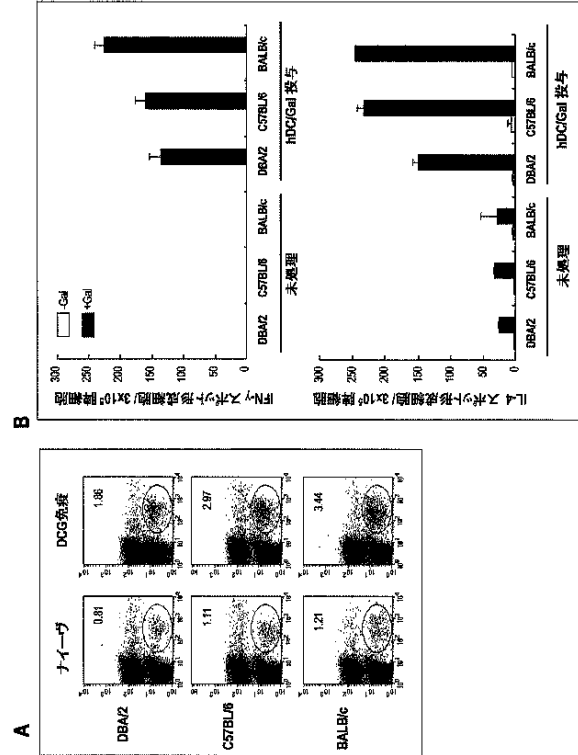 A
ナイーヴ
DCG免疫
DBA/2
0.81
1.86
C57BL/6
1.11
2.97
BALB/c
1.21
3.44
B
IFN-γ スポット形成細胞/ 3x10⁵ 脾細胞
300
250
200
150
100
50
0
-Gal
+Gal
DBA/2
C57BL/6
BALB/c
DBA/2
C57BL/6
BALB/c
未処理
hDC/Gal 投与
IL-4 スポット形成細胞/ 3x10⁵ 脾細胞
300
250
200
150
100
50
0
DBA/2
C57BL/6
BALB/c
DBA/2
C57BL/6
BALB/c
未処理
hDC/Gal 投与